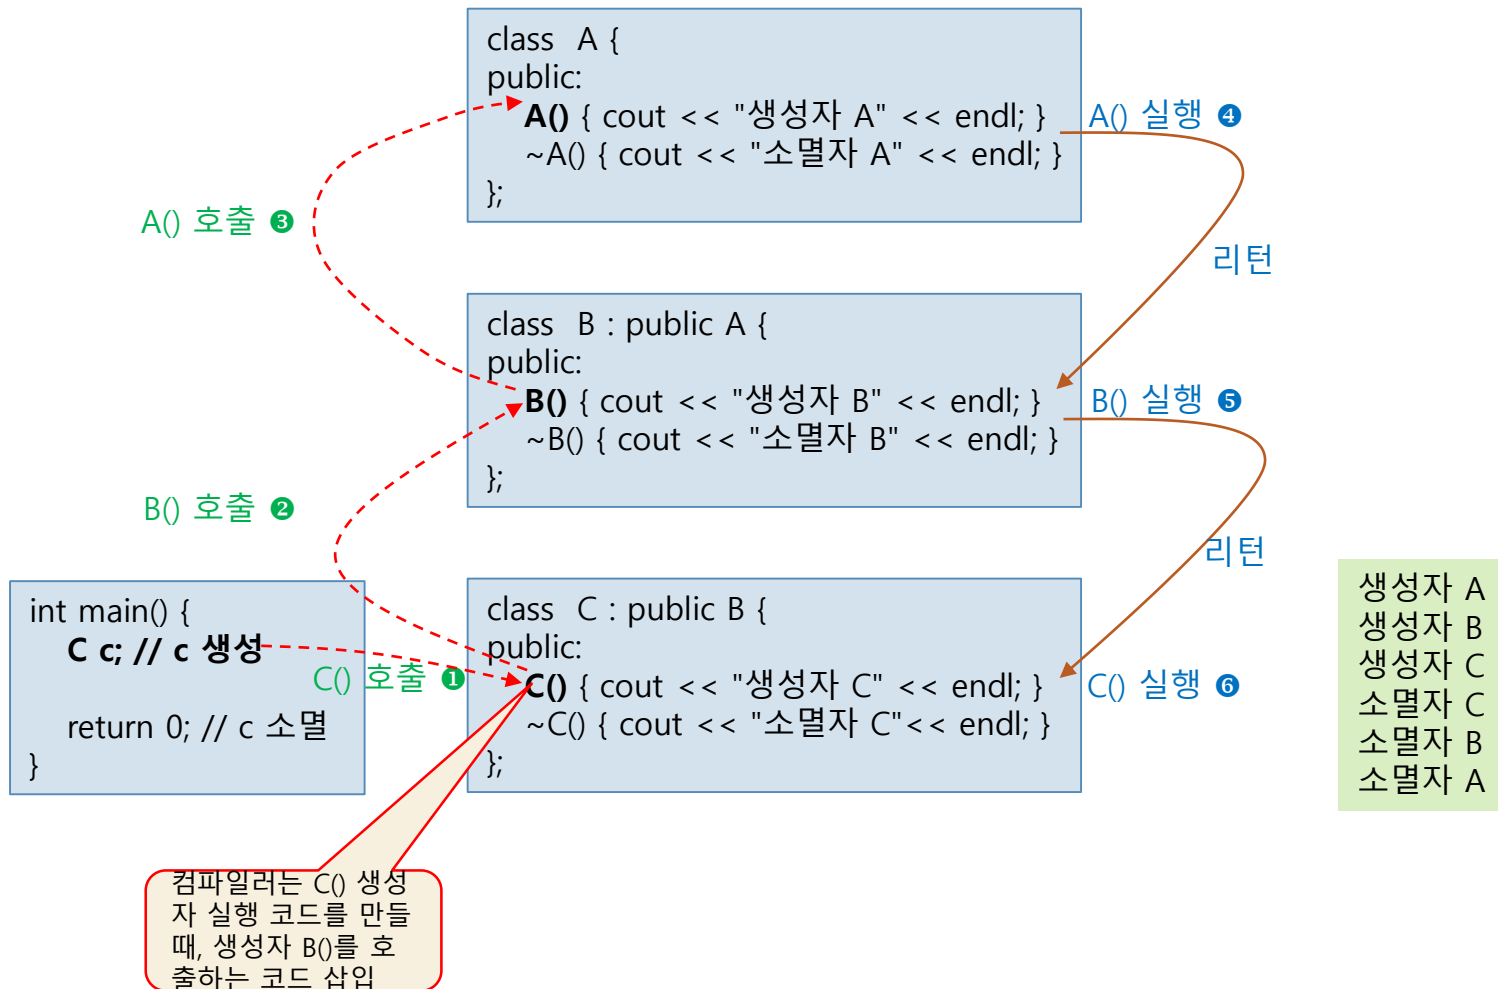 class A {
public:
A() { cout << "생성자 A" << endl; }
~A() { cout << "소멸자 A" << endl; }
};
A() 실행 ❹
A() 호출 ❸
리턴
class B : public A {
public:
B() { cout << "생성자 B" << endl; }
~B() { cout << "소멸자 B" << endl; }
};
B() 실행 ❺
B() 호출 ❷
리턴
int main() {
C c; // c 생성
return 0; // c 소멸
}
C() 호출 ❶
class C : public B {
public:
C() { cout << "생성자 C" << endl; }
~C() { cout << "소멸자 C"<< endl; }
};
C() 실행 ❻
생성자 A
생성자 B
생성자 C
소멸자 C
소멸자 B
소멸자 A
컴파일러는 C() 생성
자 실행 코드를 만들
때, 생성자 B()를 호
출하는 코드 삽입